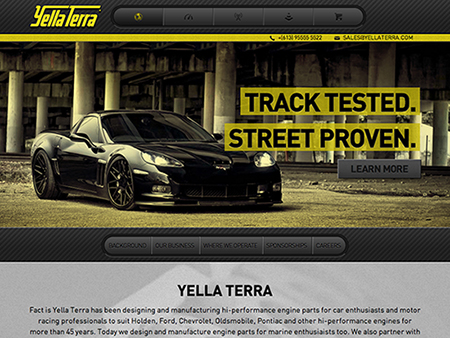 Yella Terra
+(613) 95555 5522 SALES@YELLATERRA.COM
TRACK TESTED.
STREET PROVEN.
LEARN MORE
BACKGROUND OUR BUSINESS WHERE WE OPERATE SPONSORSHIPS CAREERS
YELLA TERRA
Fact is Yella Terra has been designing and manufacturing hi-performance engine parts for car enthusiasts and motor
racing professionals to suit Holden, Ford, Chevrolet, Oldsmobile, Pontiac and other hi-performance engines for
more than 45 years. Today we design and manufacture engine parts for marine enthusiaists too. We also partner with